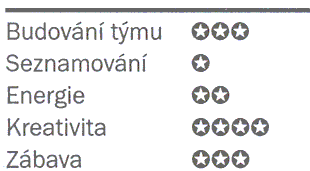 Budování týmu ✪✪✪
Seznamování ✪
Energie ✪✪
Kreativita ✪✪✪✪
Zábava ✪✪✪